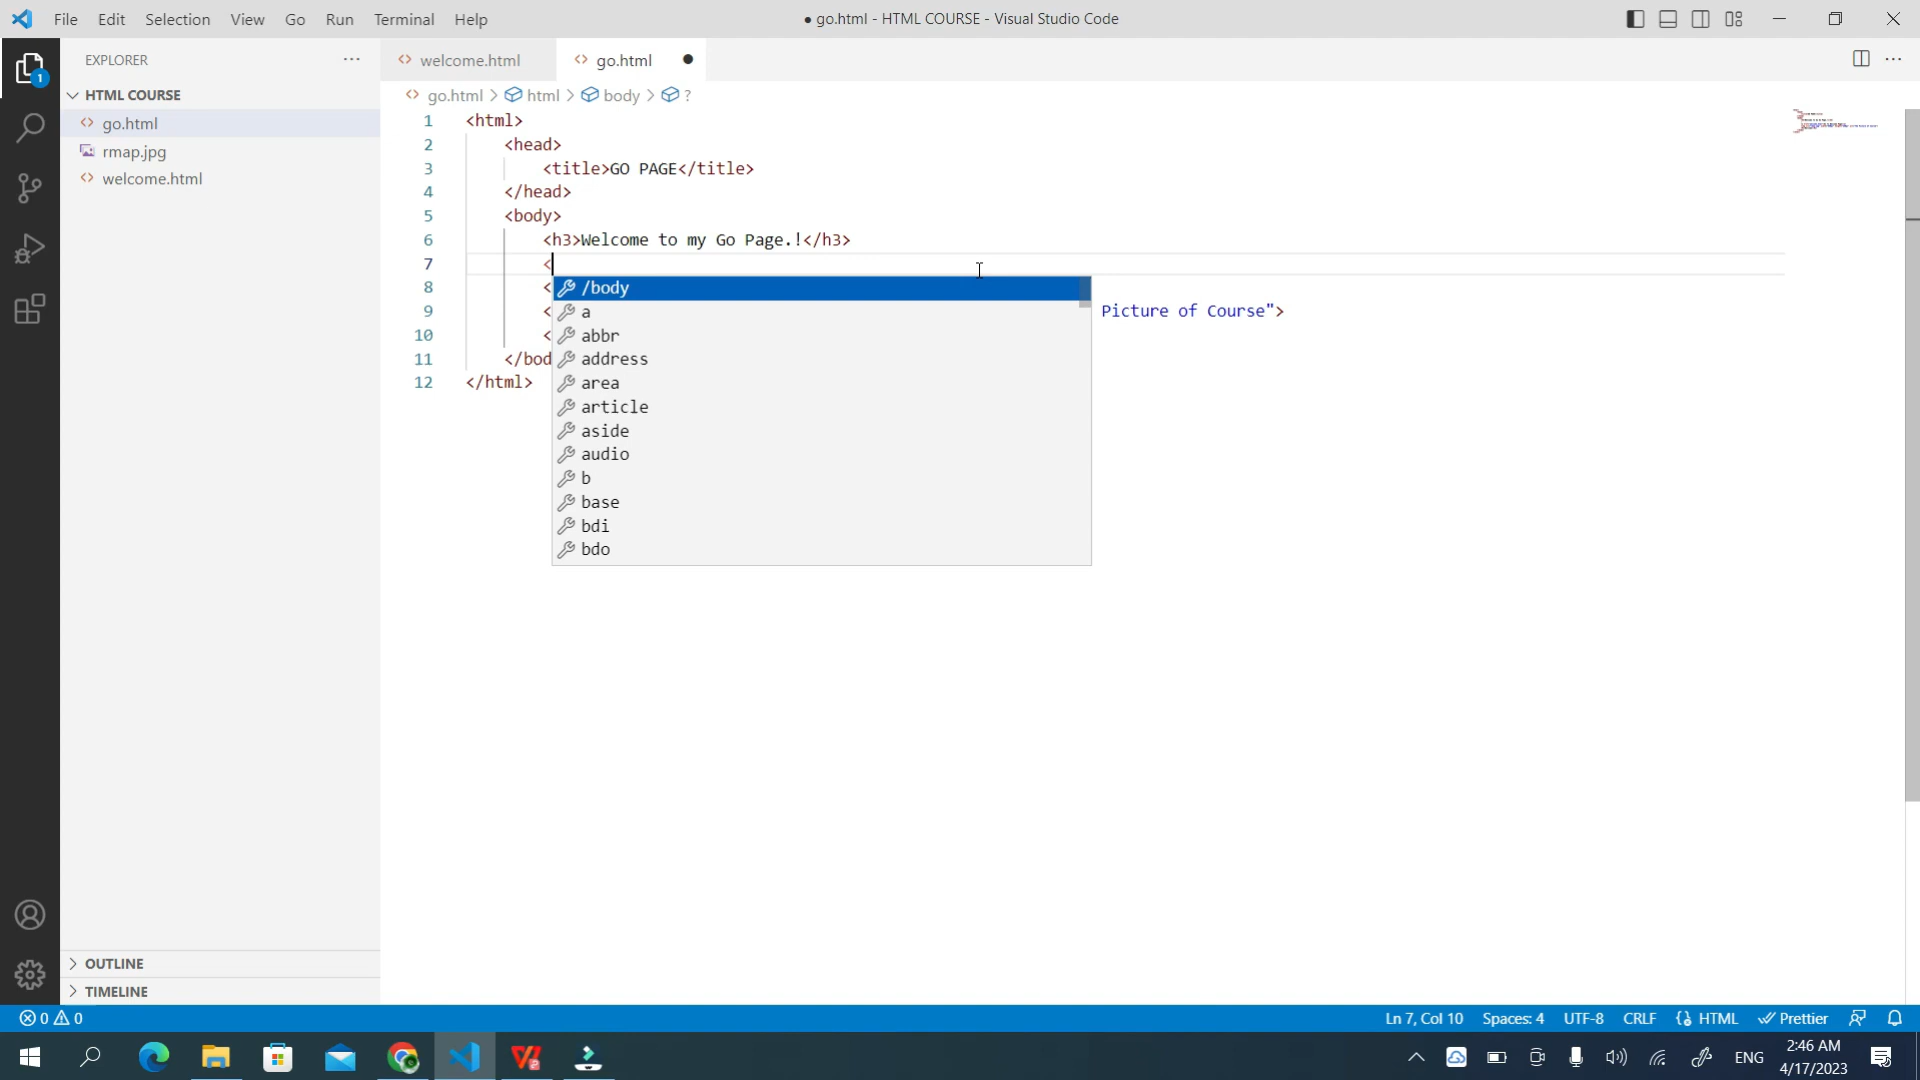 File Edit Selection View Go Run Terminal Help
● go.html - HTML COURSE - Visual Studio Code
EXPLORER
welcome.html
go.html
1
HTML COURSE
go.html > html > body > ?
go.html
rmap.jpg
welcome.html
1 <html>
2 <head>
3 <title>GO PAGE</title>
4 </head>
5 <body>
6 <h3>Welcome to my Go Page.!</h3>
7 <
8 <
9 < Picture of Course">
10 <
11 </bod
12 </html>
/body
a
abbr
address
area
article
aside
audio
b
base
bdi
bdo
OUTLINE
TIMELINE
0 0
Ln 7, Col 10 Spaces: 4 UTF-8 CRLF HTML Prettier
ENG
2:46 AM
4/17/2023